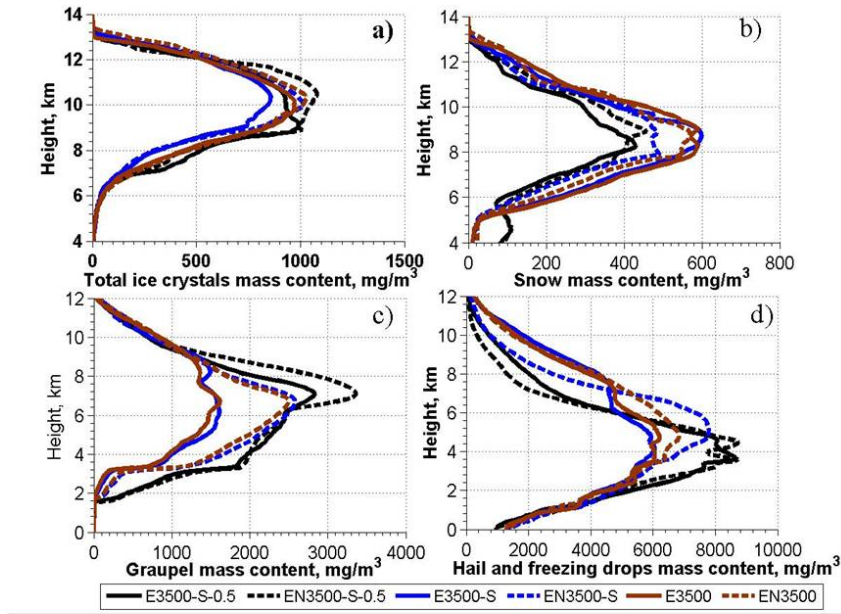 14
12
10
8
6
4
Height, km
a)
0 500 1000 1500
Total ice crystals mass content, mg/m³
14
12
10
8
6
4
Height, km
b)
0 200 400 600 800
Snow mass content, mg/m³
12
10
8
6
4
2
0
Height, km
c)
0 1000 2000 3000 4000
Graupel mass content, mg/m³
12
10
8
6
4
2
0
Height, km
d)
0 2000 4000 6000 8000 10000
Hail and freezing drops mass content, mg/m³
E3500-S-0.5 EN3500-S-0.5 E3500-S EN3500-S E3500 EN3500